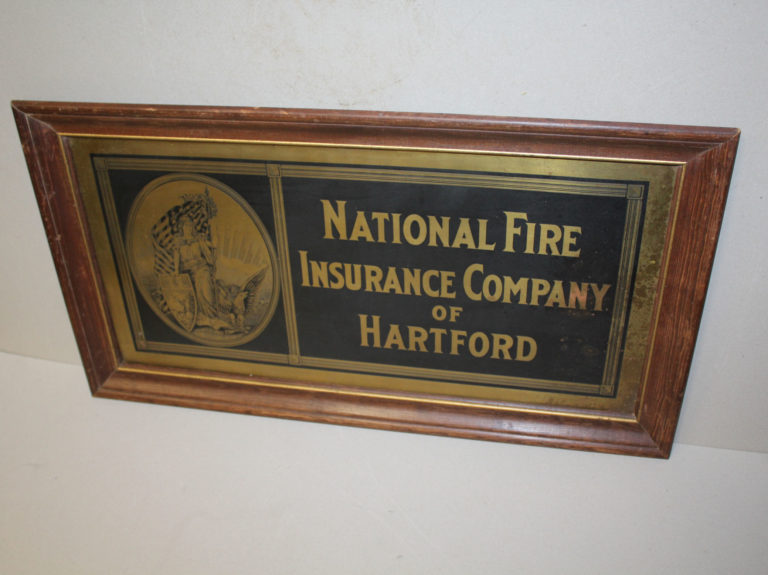 NATIONAL FIRE
INSURANCE COMPANY
OF
HARTFORD